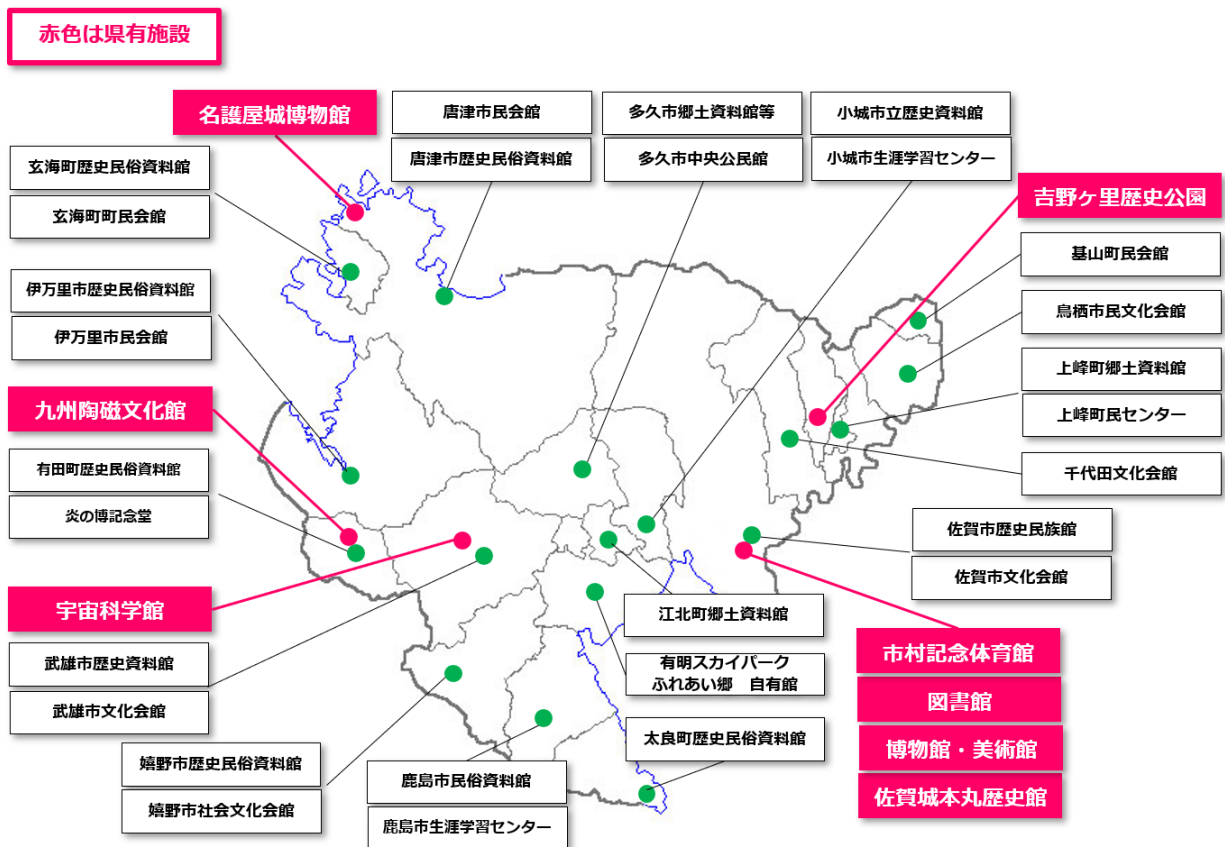 赤色は県有施設
名護屋城博物館
唐津市民会館
唐津市歴史民俗資料館
多久市郷土資料館等
多久市中央公民館
小城市立歴史資料館
小城市生涯学習センター
玄海町歴史民俗資料館
玄海町町民会館
伊万里市歴史民俗資料館
伊万里市民会館
九州陶磁文化館
有田町歴史民俗資料館
炎の博記念堂
宇宙科学館
武雄市歴史資料館
武雄市文化会館
嬉野市歴史民俗資料館
嬉野市社会文化会館
鹿島市民俗資料館
鹿島市生涯学習センター
吉野ヶ里歴史公園
基山町民会館
鳥栖市民文化会館
上峰町郷土資料館
上峰町民センター
千代田文化会館
佐賀市歴史民族館
佐賀市文化会館
江北町郷土資料館
有明スカイパーク
ふれあい郷　自有館
太良町歴史民俗資料館
市村記念体育館
図書館
博物館・美術館
佐賀城本丸歴史館